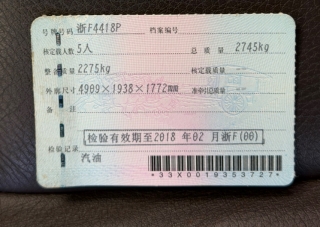 号牌号码 浙F4418P 档案编号
核定载人数 5人 总质量 2745kg
整备质量 2275kg 核定载质量
外廓尺寸 4909×1938×1772mm 准牵引总质量
备注
检验有效期至2018 年 02 月浙F(00)
检验记录
汽油
*33X0019353727*